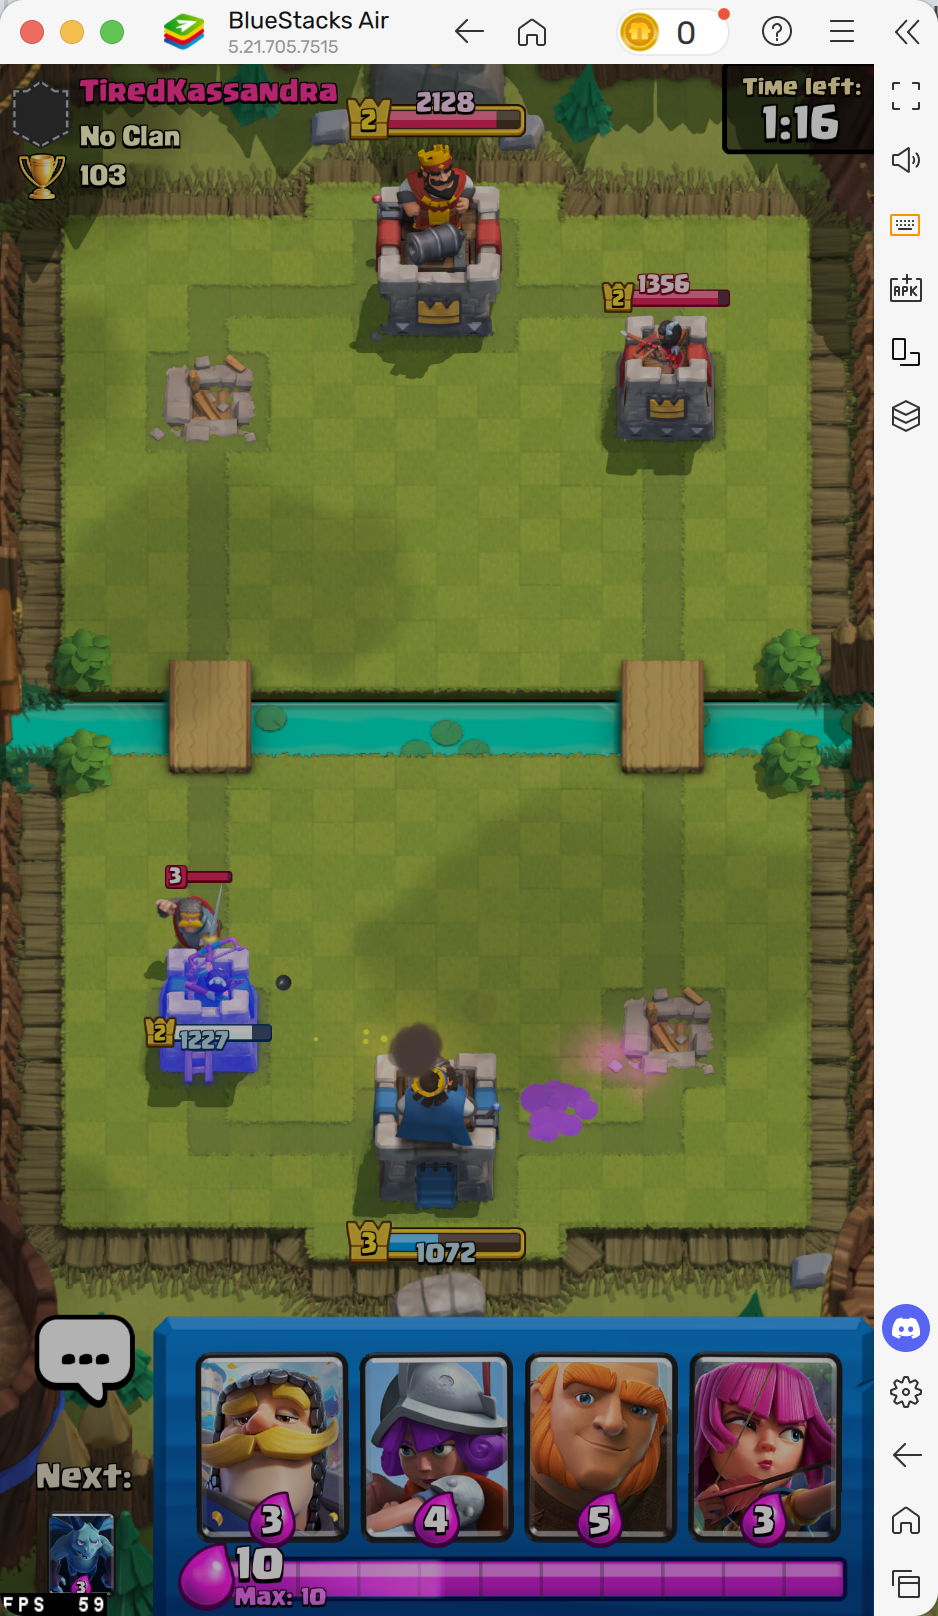 BlueStacks Air
5.21.705.7515
0
TiredKassandra
No Clan
103
2
2128
Time left:
1:16
2
1356
APK
3
2
1227
3
1072
3
4
5
3
Next:
3
10
Max: 10
FPS 59